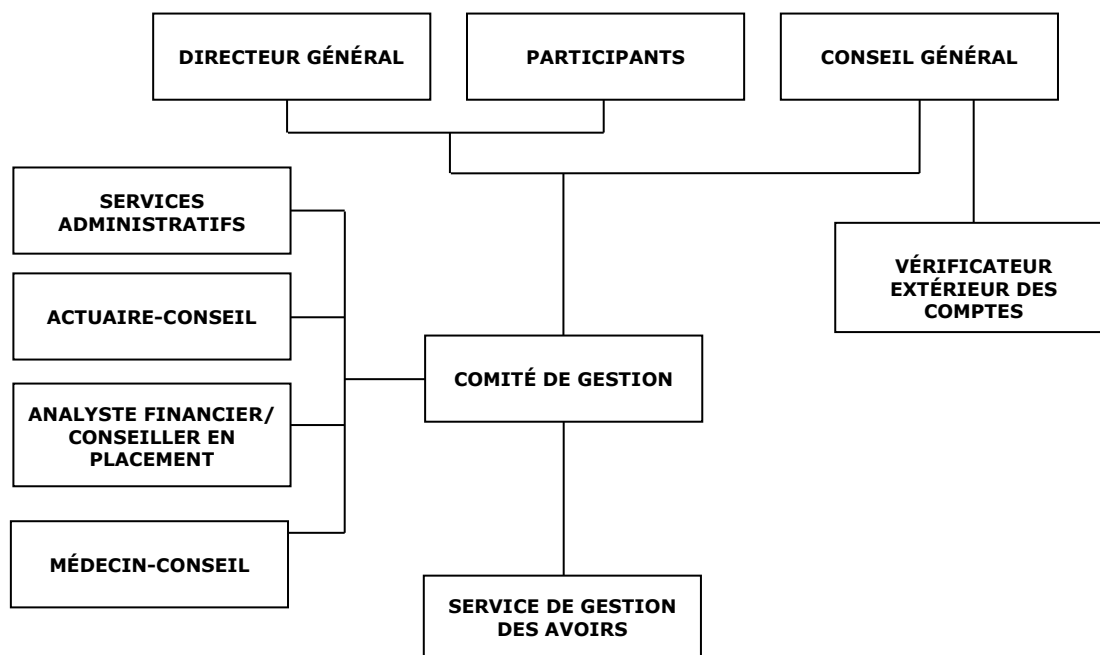 DIRECTEUR GÉNÉRAL
PARTICIPANTS
CONSEIL GÉNÉRAL
SERVICES
ADMINISTRATIFS
VÉRIFICATEUR
EXTÉRIEUR DES
COMPTES
ACTUAIRE-CONSEIL
COMITÉ DE GESTION
ANALYSTE FINANCIER/
CONSEILLER EN
PLACEMENT
MÉDECIN-CONSEIL
SERVICE DE GESTION
DES AVOIRS